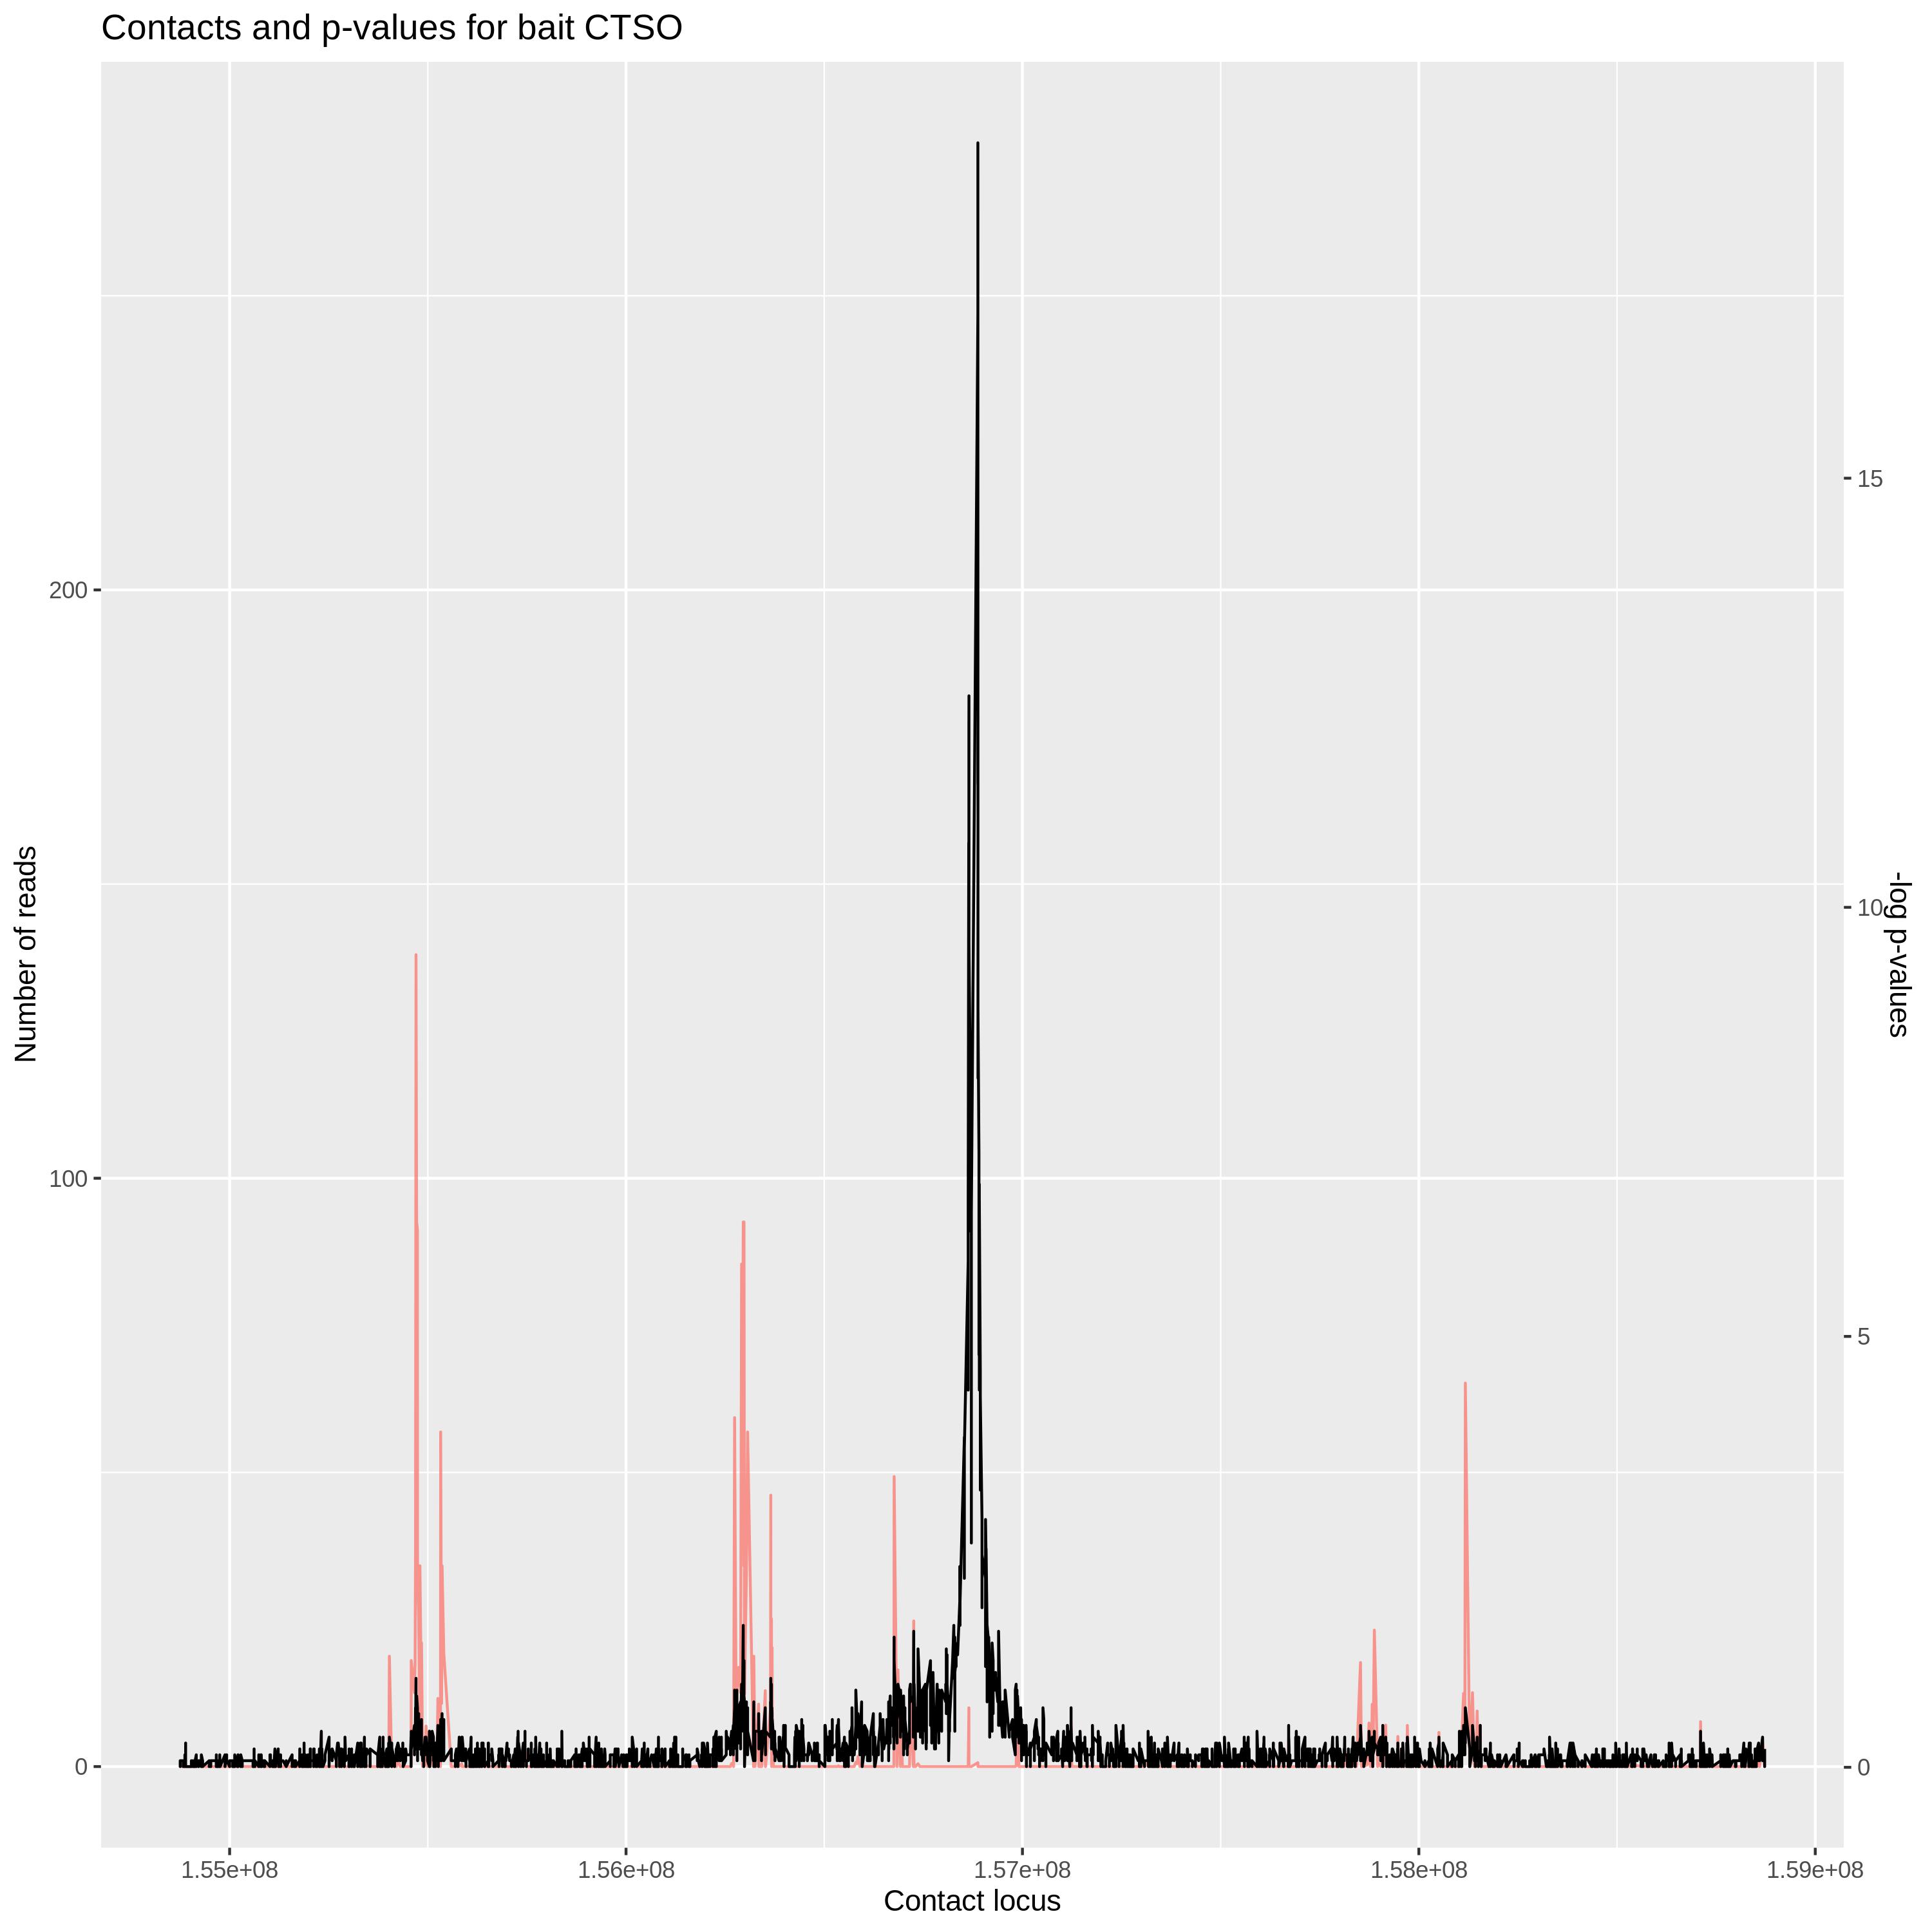 Contacts and p-values for bait CTSO
Number of reads
200
100
0
15
10
5
0
-log p-values
1.55e+08 1.56e+08 1.57e+08 1.58e+08 1.59e+08
Contact locus